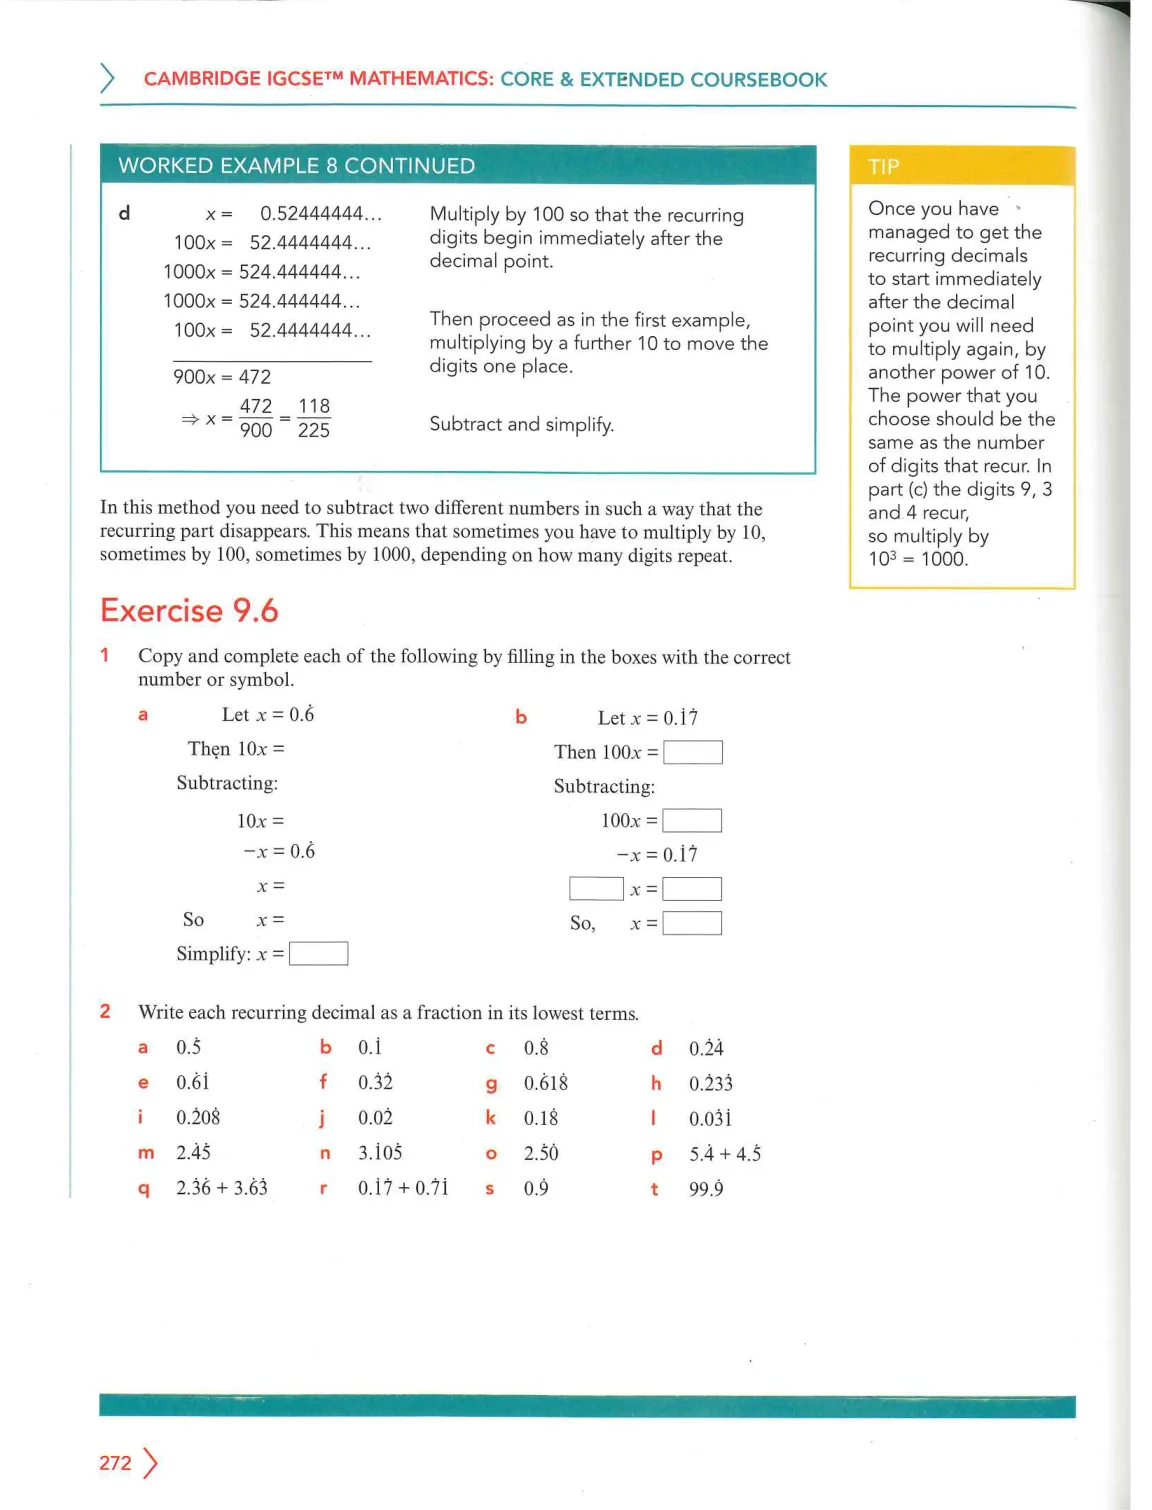 CAMBRIDGE IGCSE™ MATHEMATICS: CORE & EXTENDED COURSEBOOK
WORKED EXAMPLE 8 CONTINUED
d x = 0.52444444...
100x = 52.4444444...
1000x = 524.444444...
1000x = 524.444444...
100x = 52.4444444...
900x = 472
⇒ x = 472/900 = 118/225
Multiply by 100 so that the recurring
digits begin immediately after the
decimal point.
Then proceed as in the first example,
multiplying by a further 10 to move the
digits one place.
Subtract and simplify.
TIP
Once you have
managed to get the
recurring decimals
to start immediately
after the decimal
point you will need
to multiply again, by
another power of 10.
The power that you
choose should be the
same as the number
of digits that recur. In
part (c) the digits 9, 3
and 4 recur,
so multiply by
10³ = 1000.
In this method you need to subtract two different numbers in such a way that the
recurring part disappears. This means that sometimes you have to multiply by 10,
sometimes by 100, sometimes by 1000, depending on how many digits repeat.
Exercise 9.6
1 Copy and complete each of the following by filling in the boxes with the correct
number or symbol.
a Let x = 0.6̇
Then 10x =
Subtracting:
10x =
−x = 0.6̇
x =
So x =
Simplify: x =
b Let x = 0.1̇7̇
Then 100x =
Subtracting:
100x =
−x = 0.1̇7̇
x =
So, x =
2 Write each recurring decimal as a fraction in its lowest terms.
a 0.5̇ b 0.1̇ c 0.8̇ d 0.2̇4̇
e 0.6̇1̇ f 0.3̇2̇ g 0.6̇18̇ h 0.2̇33̇
i 0.2̇08̇ j 0.02̇ k 0.18̇ l 0.03̇1̇
m 2.4̇5̇ n 3.1̇05̇ o 2.5̇0̇ p 5.4̇ + 4.5̇
q 2.3̇6̇ + 3.6̇3̇ r 0.1̇7̇ + 0.7̇1̇ s 0.9̇ t 99.9̇
272